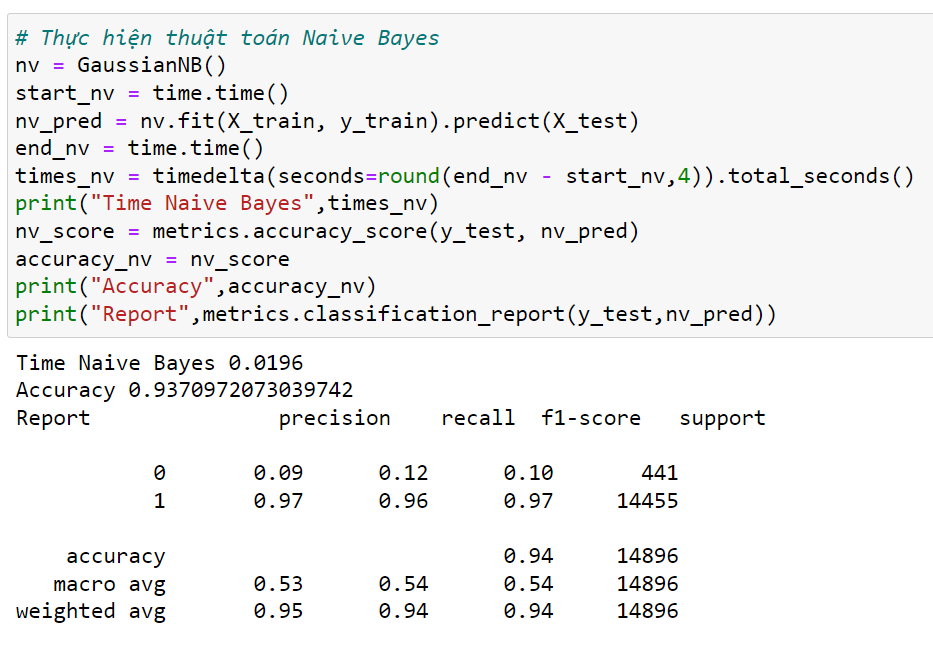 # Thực hiện thuật toán Naive Bayes
nv = GaussianNB()
start_nv = time.time()
nv_pred = nv.fit(X_train, y_train).predict(X_test)
end_nv = time.time()
times_nv = timedelta(seconds=round(end_nv - start_nv,4)).total_seconds()
print("Time Naive Bayes",times_nv)
nv_score = metrics.accuracy_score(y_test, nv_pred)
accuracy_nv = nv_score
print("Accuracy",accuracy_nv)
print("Report",metrics.classification_report(y_test,nv_pred))
Time Naive Bayes 0.0196
Accuracy 0.9370972073039742
Report               precision    recall  f1-score   support
0       0.09      0.12      0.10       441
1       0.97      0.96      0.97     14455
accuracy                           0.94     14896
macro avg       0.53      0.54      0.54     14896
weighted avg       0.95      0.94      0.94     14896